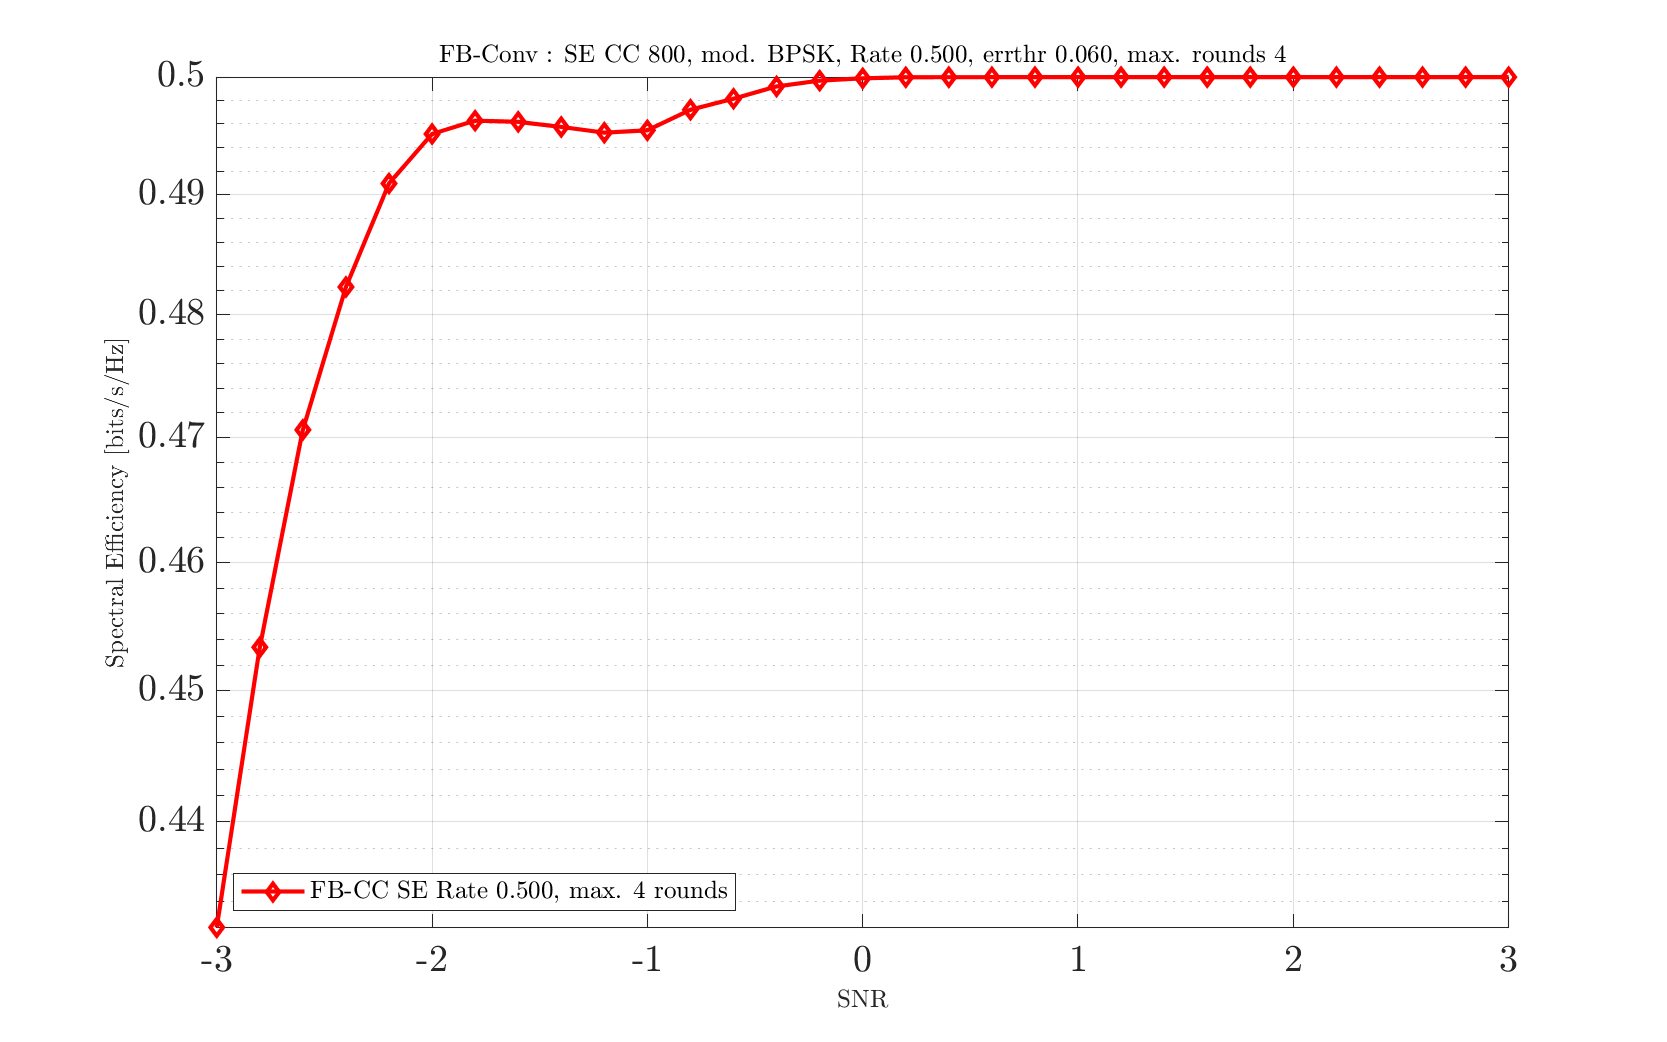 FB-Conv : SE CC 800, mod. BPSK, Rate 0.500, errthr 0.060, max. rounds 4
0.5
0.49
0.48
0.47
0.46
0.45
0.44
Spectral Efficiency [bits/s/Hz]
FB-CC SE Rate 0.500, max. 4 rounds
-3 -2 -1 0 1 2 3
SNR